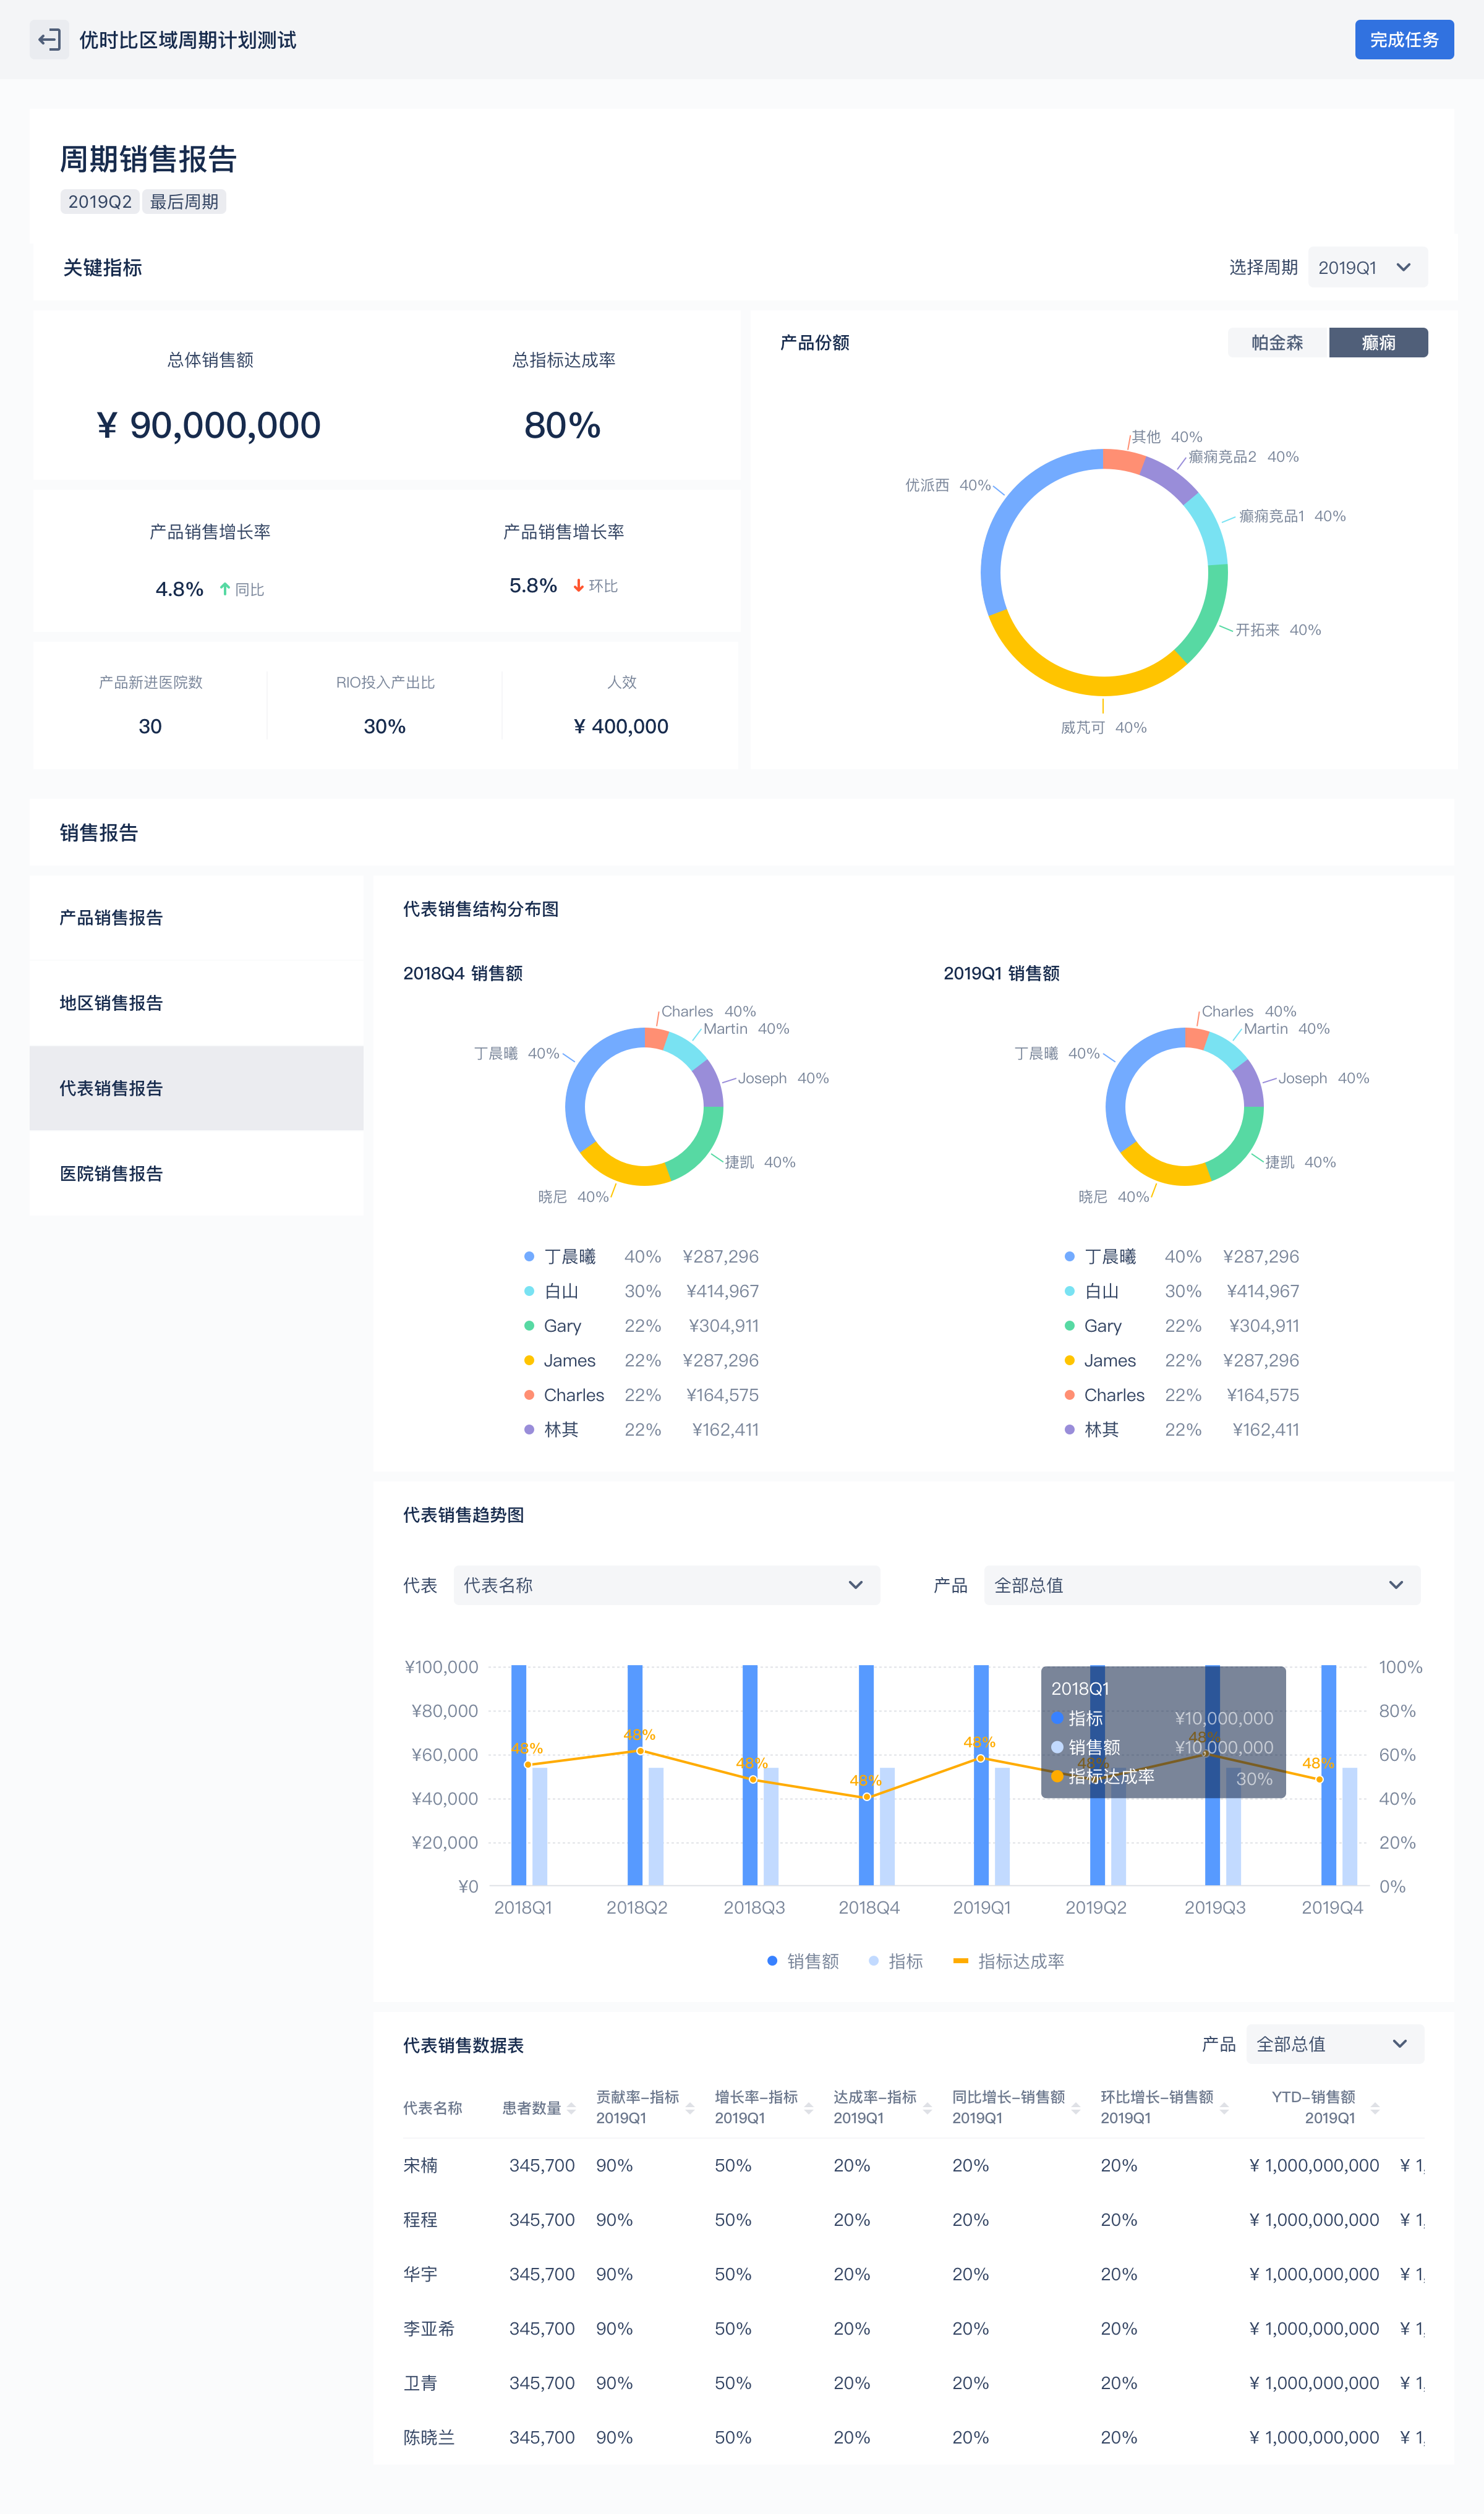 优时比区域周期计划测试
完成任务
周期销售报告
2019Q2 最后周期
关键指标
选择周期 2019Q1
总体销售额 总指标达成率
¥ 90,000,000 80%
产品销售增长率 产品销售增长率
4.8% 同比 5.8% 环比
产品新进医院数 RIO投入产出比 人效
30 30% ¥ 400,000
产品份额
帕金森 癫痫
其他 40%
癫痫竞品2 40%
优派西 40%
癫痫竞品1 40%
开拓来 40%
威芃可 40%
销售报告
产品销售报告
地区销售报告
代表销售报告
医院销售报告
代表销售结构分布图
2018Q4 销售额
Charles 40%
Martin 40%
丁晨曦 40%
Joseph 40%
捷凯 40%
晓尼 40%
丁晨曦 40% ¥287,296
白山 30% ¥414,967
Gary 22% ¥304,911
James 22% ¥287,296
Charles 22% ¥164,575
林其 22% ¥162,411
2019Q1 销售额
Charles 40%
Martin 40%
丁晨曦 40%
Joseph 40%
捷凯 40%
晓尼 40%
丁晨曦 40% ¥287,296
白山 30% ¥414,967
Gary 22% ¥304,911
James 22% ¥287,296
Charles 22% ¥164,575
林其 22% ¥162,411
代表销售趋势图
代表 代表名称 产品 全部总值
¥100,000 100%
¥80,000 80%
¥60,000 60%
¥40,000 40%
¥20,000 20%
¥0 0%
48% 48% 48% 48% 48% 48% 48% 48%
2018Q1
指标 ¥10,000,000
销售额 ¥10,000,000
指标达成率 30%
2018Q1 2018Q2 2018Q3 2018Q4 2019Q1 2019Q2 2019Q3 2019Q4
销售额 指标 指标达成率
代表销售数据表
产品 全部总值
代表名称 患者数量 贡献率-指标 增长率-指标 达成率-指标 同比增长-销售额 环比增长-销售额 YTD-销售额
2019Q1 2019Q1 2019Q1 2019Q1 2019Q1 2019Q1
宋楠 345,700 90% 50% 20% 20% 20% ¥ 1,000,000,000 ¥ 1,
程程 345,700 90% 50% 20% 20% 20% ¥ 1,000,000,000 ¥ 1,
华宇 345,700 90% 50% 20% 20% 20% ¥ 1,000,000,000 ¥ 1,
李亚希 345,700 90% 50% 20% 20% 20% ¥ 1,000,000,000 ¥ 1,
卫青 345,700 90% 50% 20% 20% 20% ¥ 1,000,000,000 ¥ 1,
陈晓兰 345,700 90% 50% 20% 20% 20% ¥ 1,000,000,000 ¥ 1,